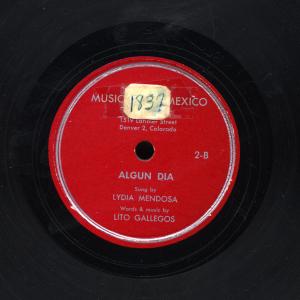 MUSIC
MEXICO
1837
1519 Larimer Street
Denver 2, Colorado
2-B
ALGUN DIA
Sung by
LYDIA MENDOSA
Words & music by
LITO GALLEGOS